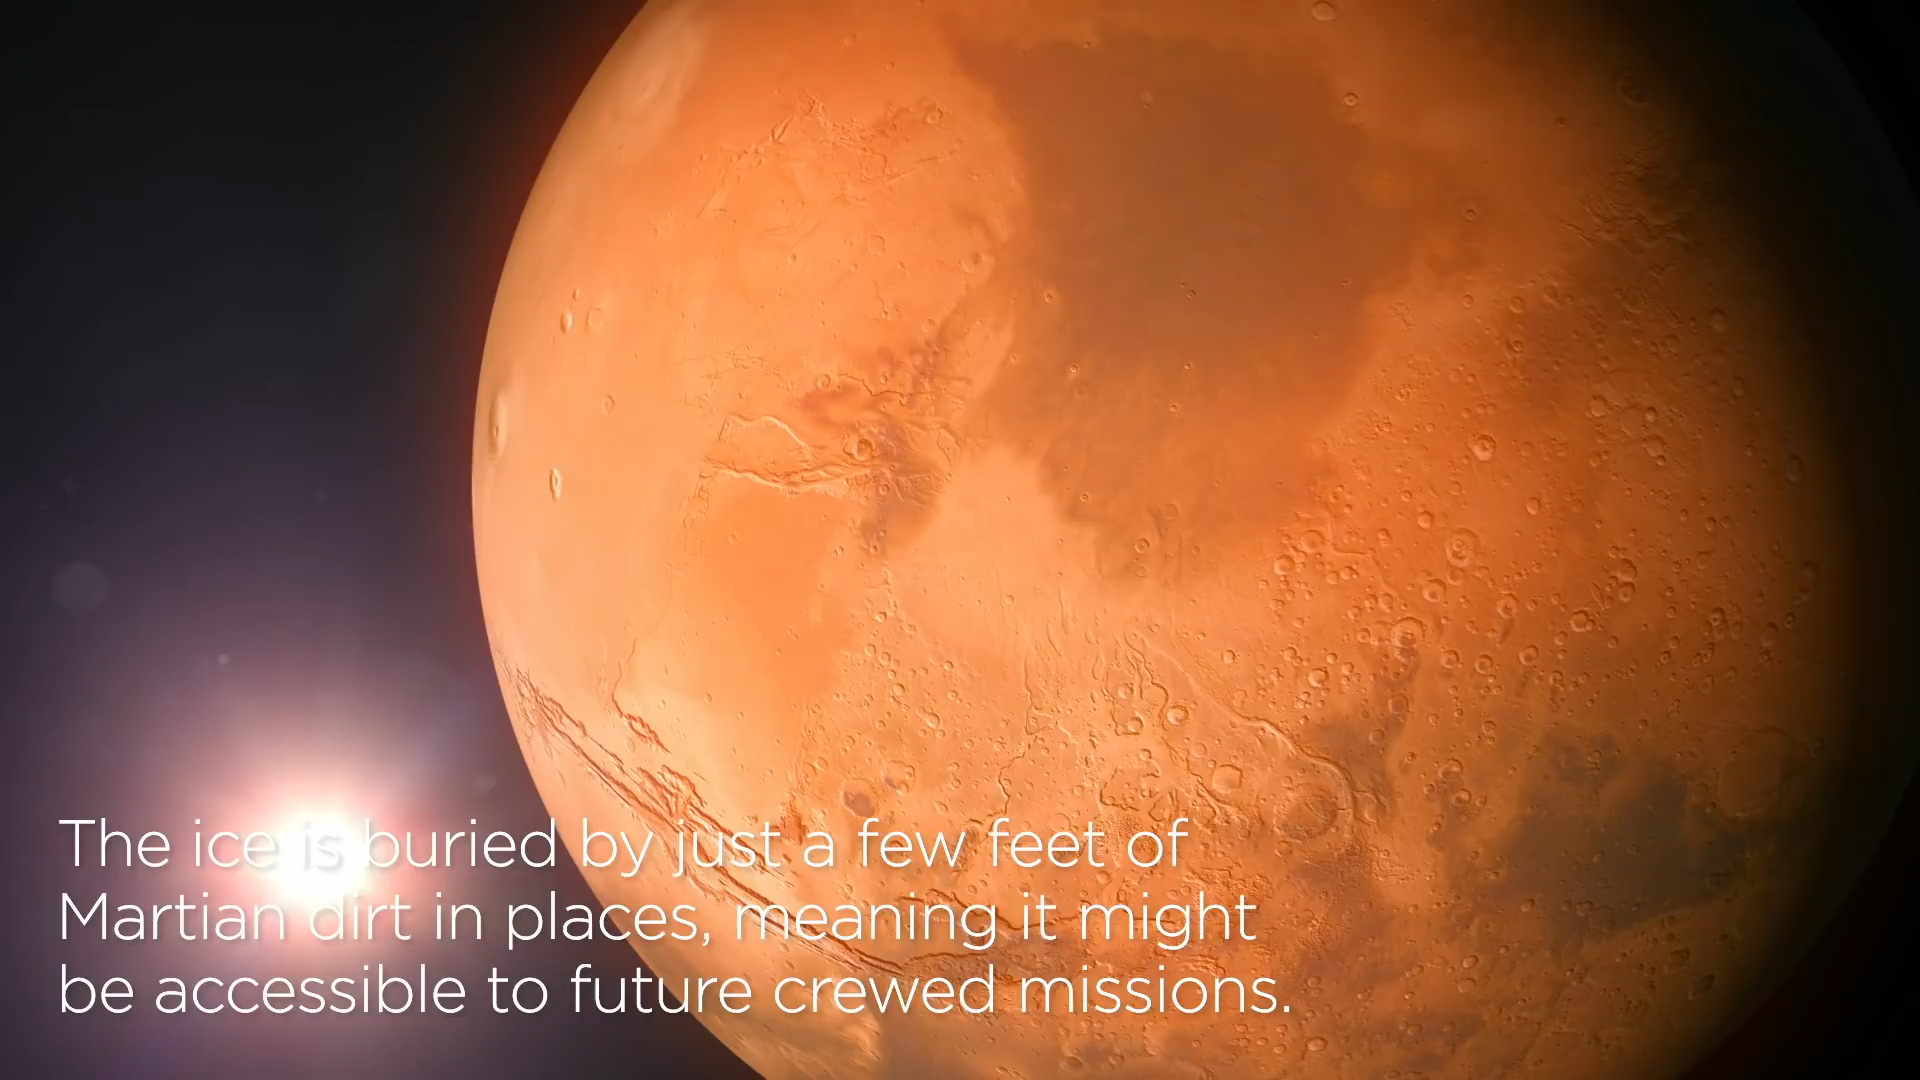 The ice is buried by just a few feet of
Martian dirt in places, meaning it might
be accessible to future crewed missions.